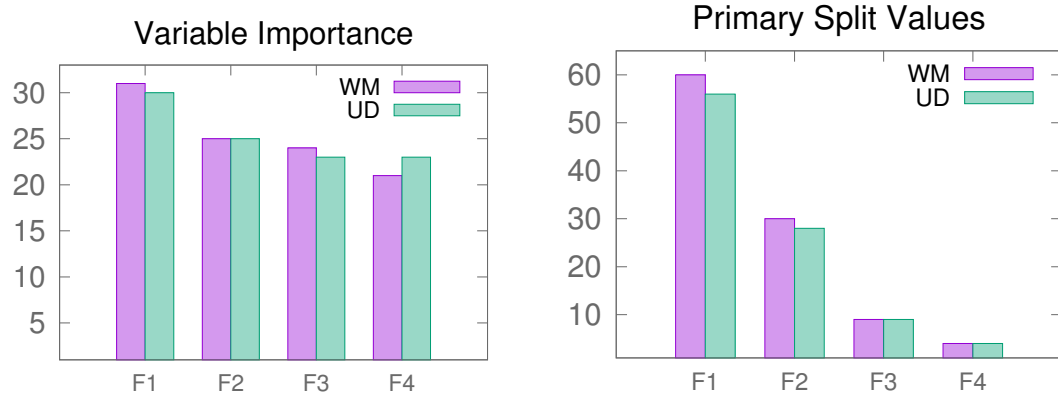 Variable Importance
WM
UD
30
25
20
15
10
5
F1 F2 F3 F4
Primary Split Values
WM
UD
60
50
40
30
20
10
F1 F2 F3 F4